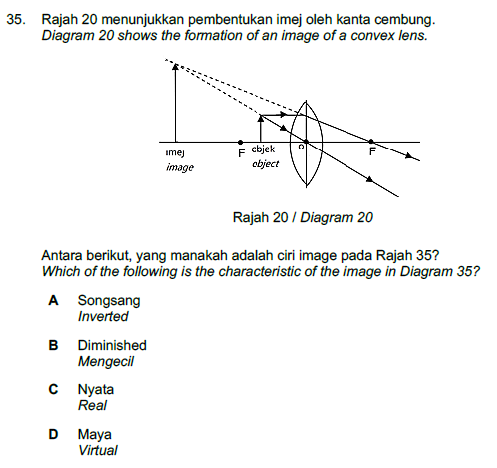 35. Rajah 20 menunjukkan pembentukan imej oleh kanta cembung.
Diagram 20 shows the formation of an image of a convex lens.
imej
image
F
objek
object
O
F
Rajah 20 / Diagram 20
Antara berikut, yang manakah adalah ciri image pada Rajah 35?
Which of the following is the characteristic of the image in Diagram 35?
A Songsang
Inverted
B Diminished
Mengecil
C Nyata
Real
D Maya
Virtual